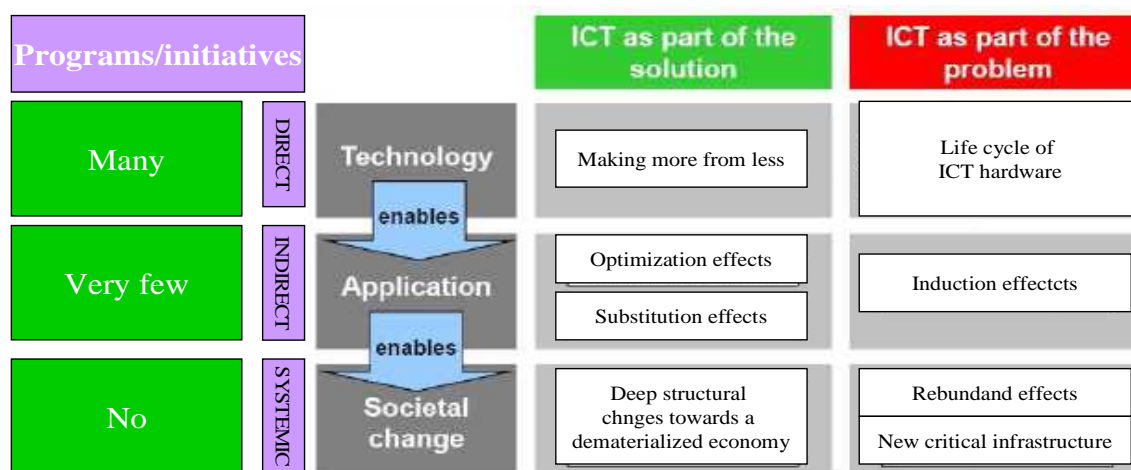 Programs/initiatives
ICT as part of the
solution
ICT as part of the
problem
Many
DIRECT
Technology
Making more from less
Life cycle of
ICT hardware
enables
Very few
INDIRECT
Application
Optimization effects
Substitution effects
Induction effectcts
enables
No
SYSTEMIC
Societal
change
Deep structural
chnges towards a
dematerialized economy
Rebundand effects
New critical infrastructure